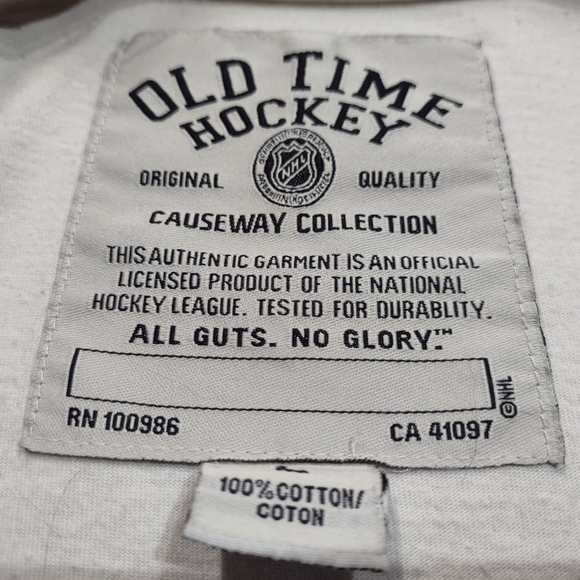 OLD TIME
HOCKEY
NHL
ORIGINAL QUALITY
CAUSEWAY COLLECTION
THIS AUTHENTIC GARMENT IS AN OFFICIAL
LICENSED PRODUCT OF THE NATIONAL
HOCKEY LEAGUE. TESTED FOR DURABLITY.
ALL GUTS. NO GLORY.™
©NHL
RN 100986 CA 41097
100% COTTON/
COTON